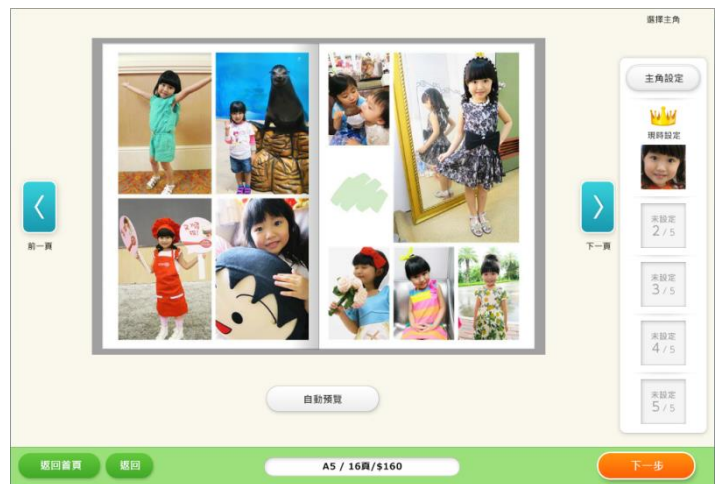 選擇主角
主角設定
現時設定
未設定
2 / 5
未設定
3 / 5
未設定
4 / 5
未設定
5 / 5
前一頁
下一頁
自動預覽
返回首頁
返回
A5 / 16頁/$160
下一步